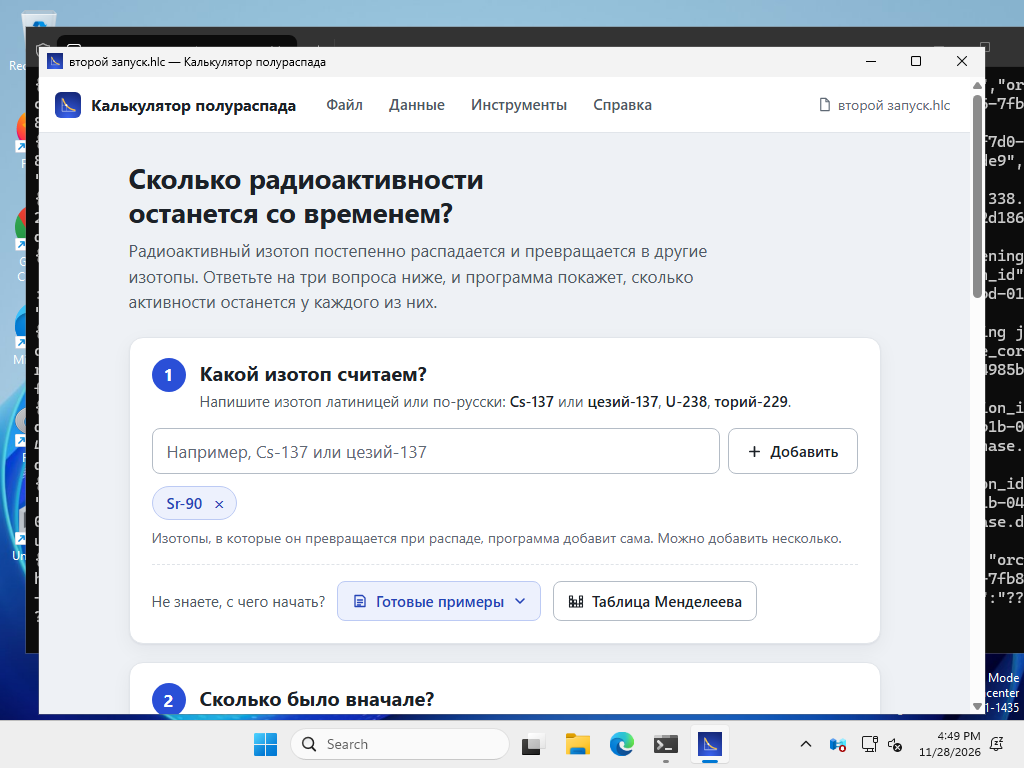 второй запуск.hlc — Калькулятор полураспада
Калькулятор полураспада
Файл
Данные
Инструменты
Справка
второй запуск.hlc
Сколько радиоактивности
останется со временем?
Радиоактивный изотоп постепенно распадается и превращается в другие
изотопы. Ответьте на три вопроса ниже, и программа покажет, сколько
активности останется у каждого из них.
1
Какой изотоп считаем?
Напишите изотоп латиницей или по-русски: Cs-137 или цезий-137, U-238, торий-229.
Например, Cs-137 или цезий-137
+ Добавить
Sr-90 ×
Изотопы, в которые он превращается при распаде, программа добавит сама. Можно добавить несколько.
Не знаете, с чего начать?
Готовые примеры
Таблица Менделеева
2
Сколько было вначале?
Mode
1-1435
Search
4:49 PM
11/28/2026